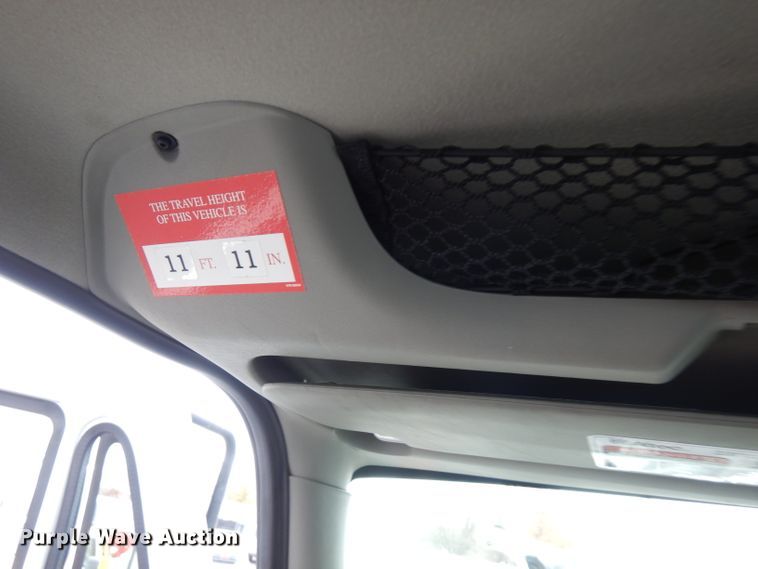 THE TRAVEL HEIGHT
OF THIS VEHICLE IS
11 FT. 11 IN.
Purple Wave Auction